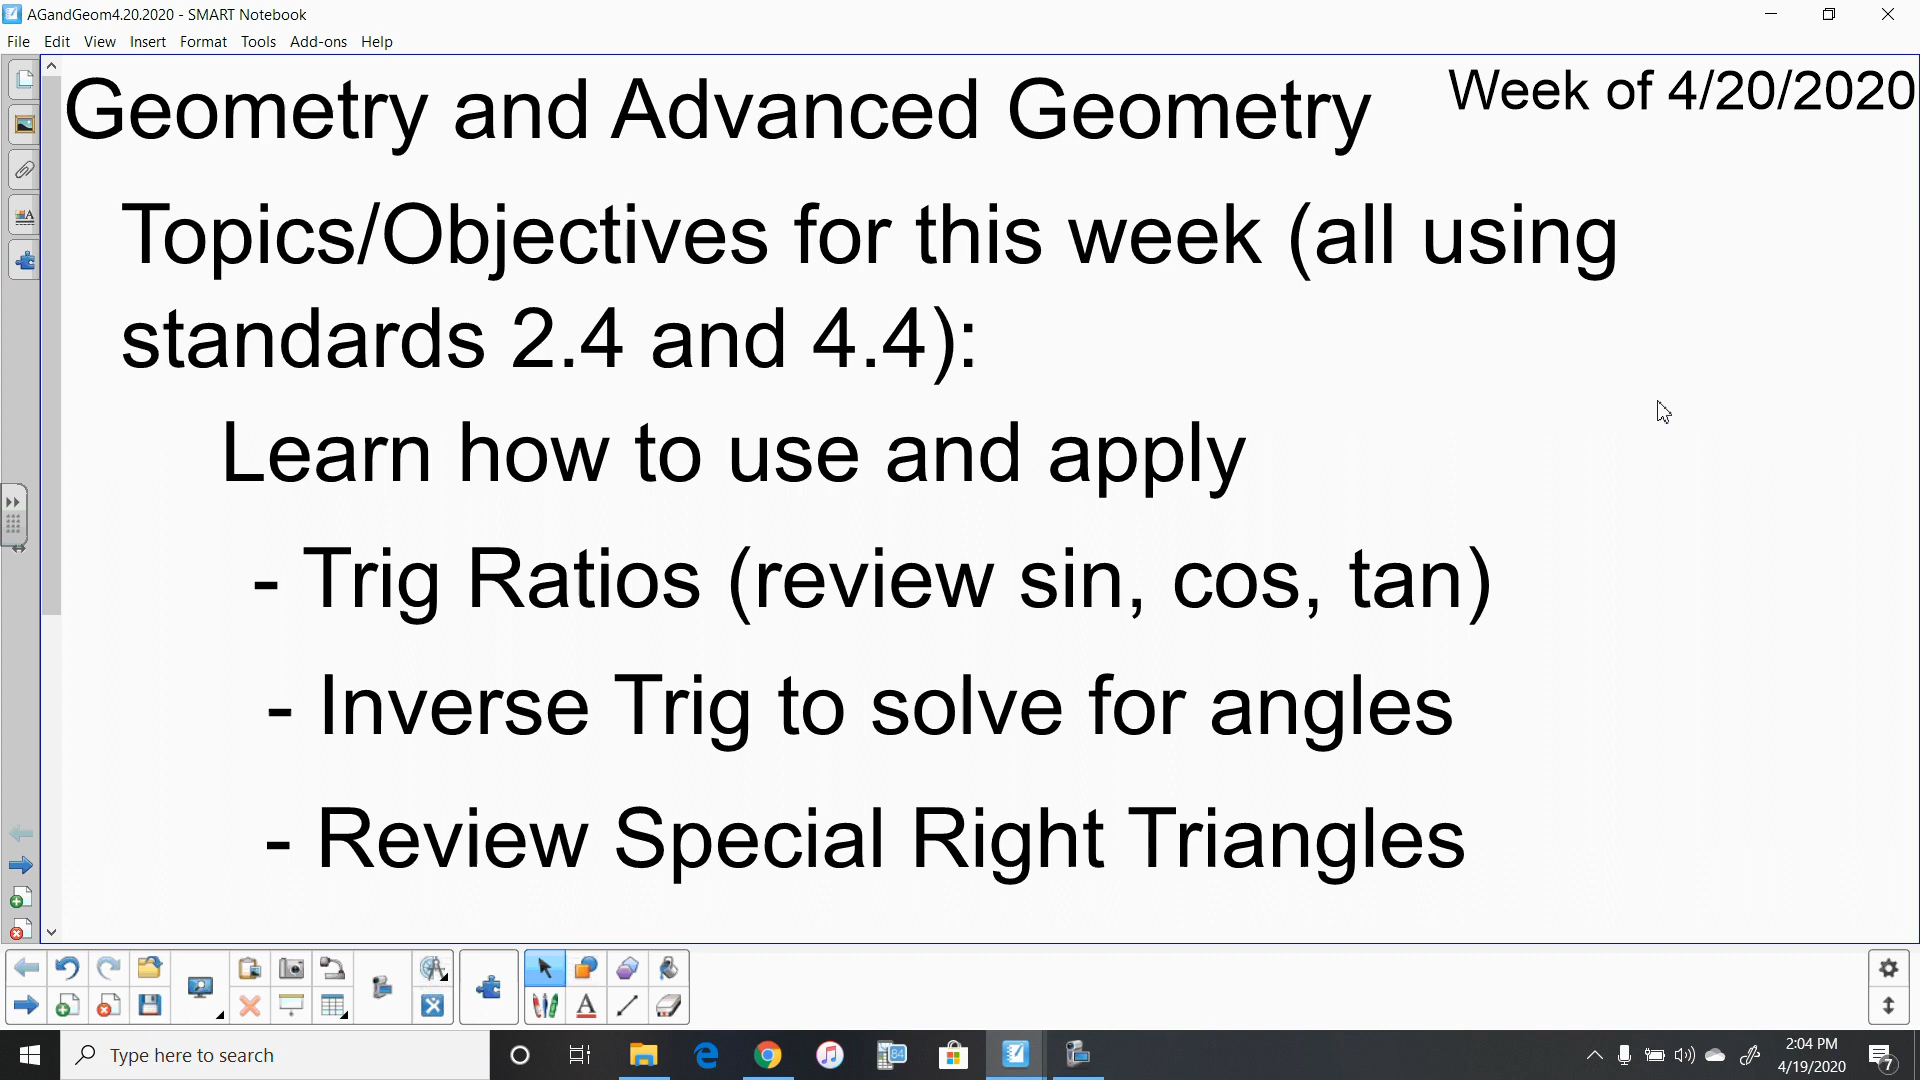 AGandGeom4.20.2020 - SMART Notebook
File Edit View Insert Format Tools Add-ons Help
Geometry and Advanced Geometry
Week of 4/20/2020
Topics/Objectives for this week (all using
standards 2.4 and 4.4):
Learn how to use and apply
- Trig Ratios (review sin, cos, tan)
- Inverse Trig to solve for angles
- Review Special Right Triangles
Type here to search
84
2:04 PM
4/19/2020
7